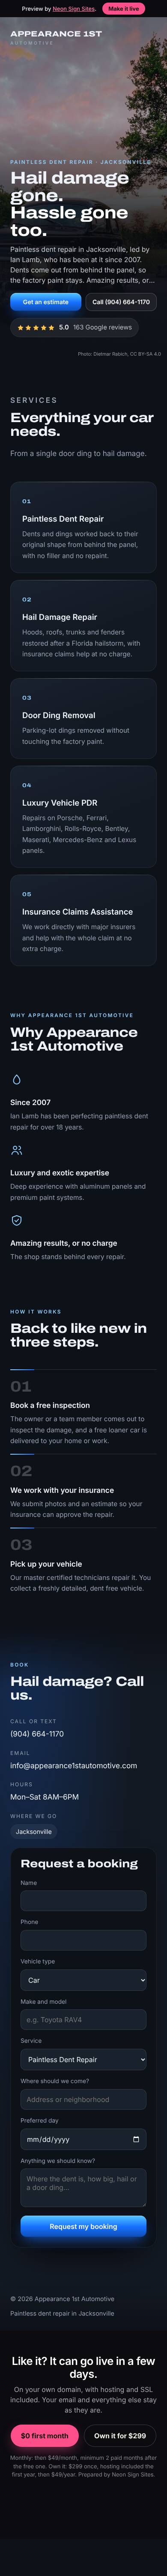 Preview by Neon Sign Sites. Make it live
APPEARANCE 1ST
AUTOMOTIVE
PAINTLESS DENT REPAIR · JACKSONVILLE
Hail damage
gone.
Hassle gone
too.
Paintless dent repair in Jacksonville, led by
Ian Lamb, who has been at it since 2007.
Dents come out from behind the panel, so
the factory paint stays. Amazing results, or…
Get an estimate
Call (904) 664-1170
★★★★★ 5.0 163 Google reviews
SERVICES
Everything your car
needs.
From a single door ding to hail damage.
Photo: Dietmar Rabich, CC BY-SA 4.0
01
Paintless Dent Repair
Dents and dings worked back to their
original shape from behind the panel,
with no filler and no repaint.
02
Hail Damage Repair
Hoods, roofs, trunks and fenders
restored after a Florida hailstorm, with
insurance claims help at no charge.
03
Door Ding Removal
Parking-lot dings removed without
touching the factory paint.
04
Luxury Vehicle PDR
Repairs on Porsche, Ferrari,
Lamborghini, Rolls-Royce, Bentley,
Maserati, Mercedes-Benz and Lexus
panels.
05
Insurance Claims Assistance
We work directly with major insurers
and help with the whole claim at no
extra charge.
WHY APPEARANCE 1ST AUTOMOTIVE
Why Appearance
1st Automotive
Since 2007
Ian Lamb has been perfecting paintless dent
repair for over 18 years.
Luxury and exotic expertise
Deep experience with aluminum panels and
premium paint systems.
Amazing results, or no charge
The shop stands behind every repair.
HOW IT WORKS
Back to like new in
three steps.
01
Book a free inspection
The owner or a team member comes out to
inspect the damage, and a free loaner car is
delivered to your home or work.
02
We work with your insurance
We submit photos and an estimate so your
insurance can approve the repair.
03
Pick up your vehicle
Our master certified technicians repair it. You
collect a freshly detailed, dent free vehicle.
BOOK
Hail damage? Call
us.
CALL OR TEXT
(904) 664-1170
EMAIL
info@appearance1stautomotive.com
HOURS
Mon–Sat 8AM–6PM
WHERE WE GO
Jacksonville
Request a booking
Name
Phone
Vehicle type
Car
Make and model
e.g. Toyota RAV4
Service
Paintless Dent Repair
Where should we come?
Address or neighborhood
Preferred day
mm/dd/yyyy
Anything we should know?
Where the dent is, how big, hail or
a door ding...
Request my booking
© 2026 Appearance 1st Automotive
Paintless dent repair in Jacksonville
Like it? It can go live in a few
days.
On your own domain, with hosting and SSL
included. Your email and everything else stay
as they are.
$0 first month
Own it for $299
Monthly: then $49/month, minimum 2 paid months after
the free one. Own it: $299 once, hosting included the
first year, then $49/year. Prepared by Neon Sign Sites.